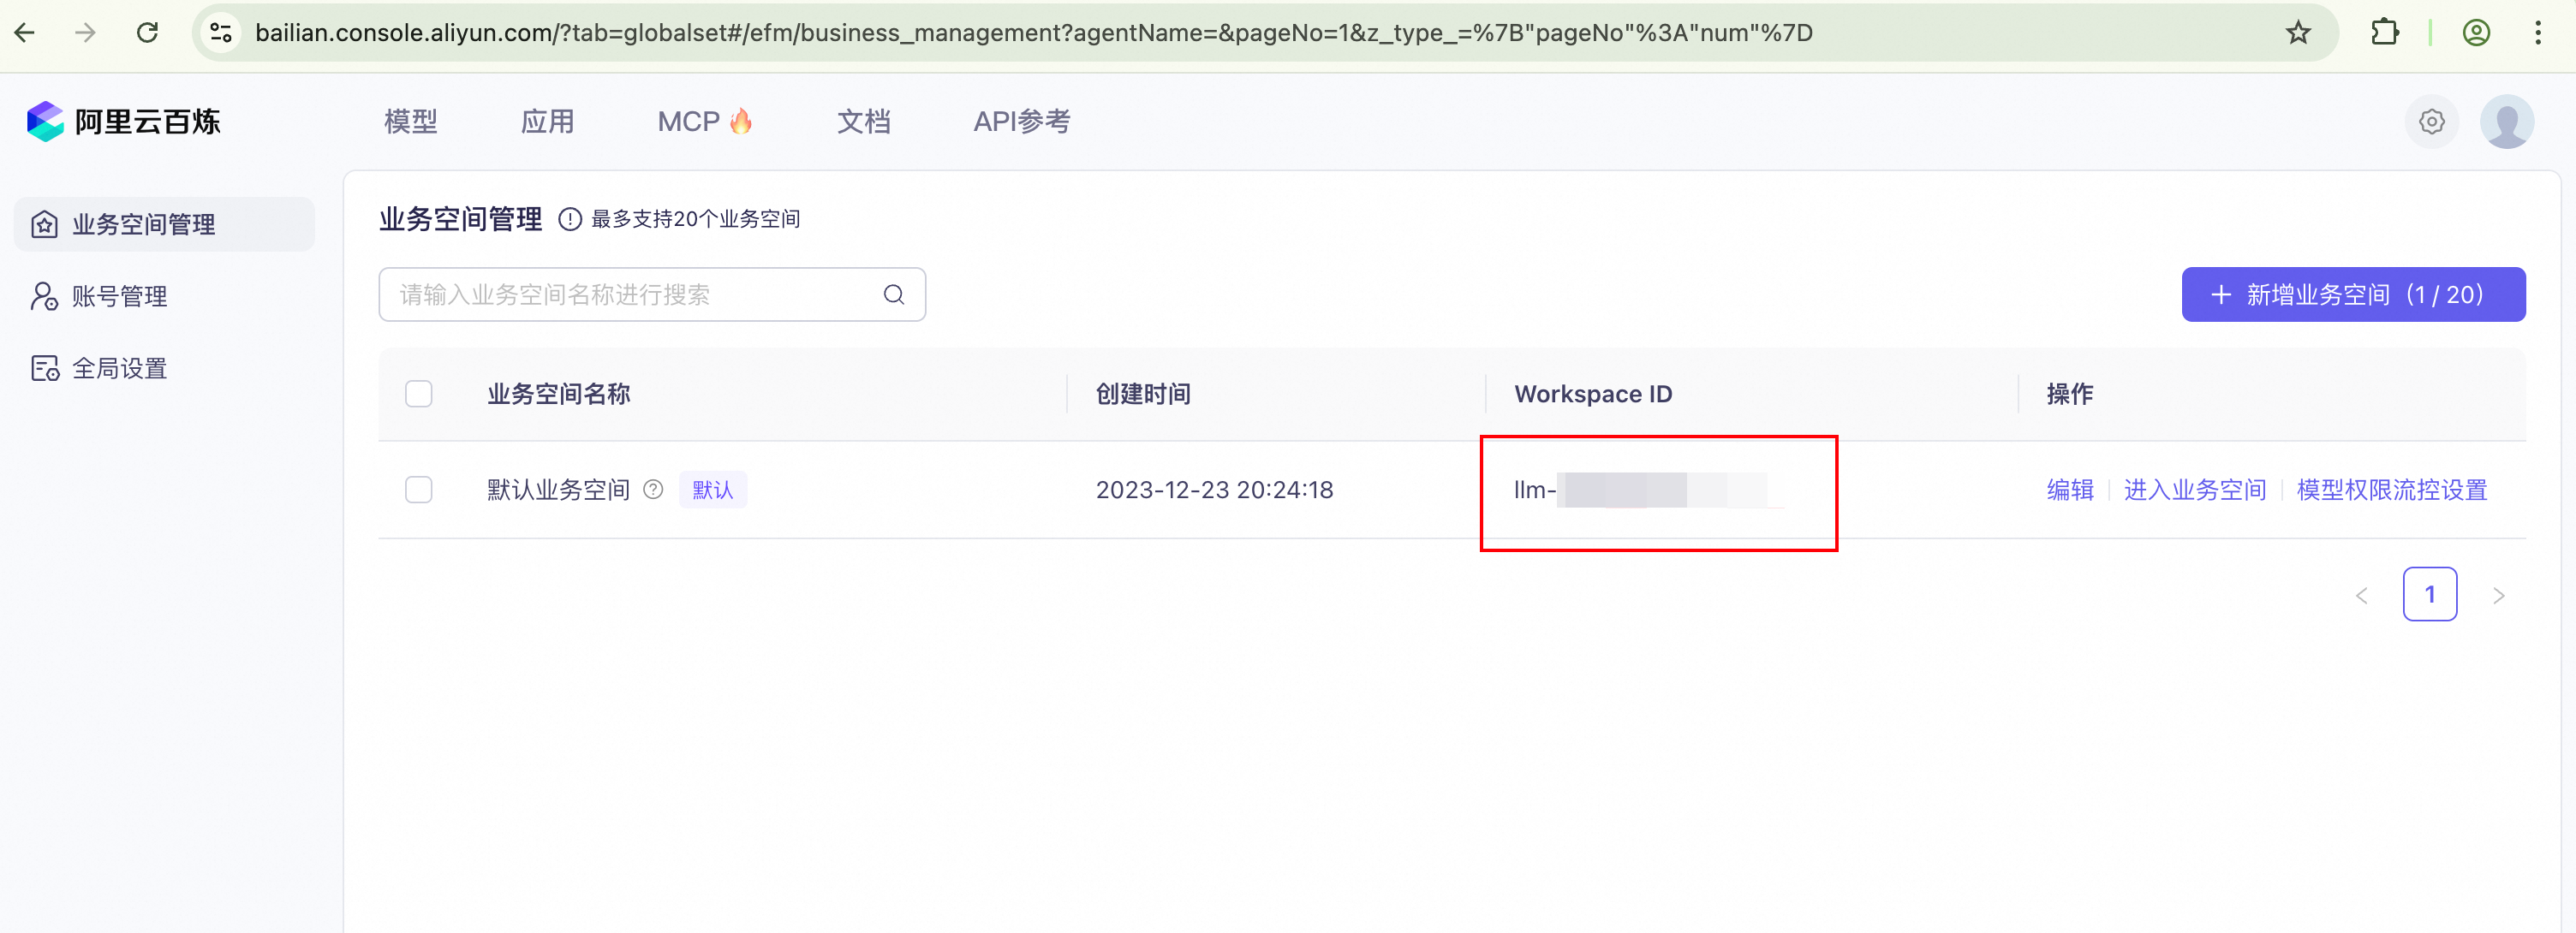 bailian.console.aliyun.com/?tab=globalset#/efm/business_management?agentName=&pageNo=1&z_type_=%7B"pageNo"%3A"num"%7D
阿里云百炼
模型 应用 MCP 文档 API参考
业务空间管理
账号管理
全局设置
业务空间管理 最多支持20个业务空间
请输入业务空间名称进行搜索
新增业务空间（1 / 20）
业务空间名称 创建时间 Workspace ID 操作
默认业务空间 默认 2023-12-23 20:24:18 llm- 编辑 进入业务空间 模型权限流控设置
1